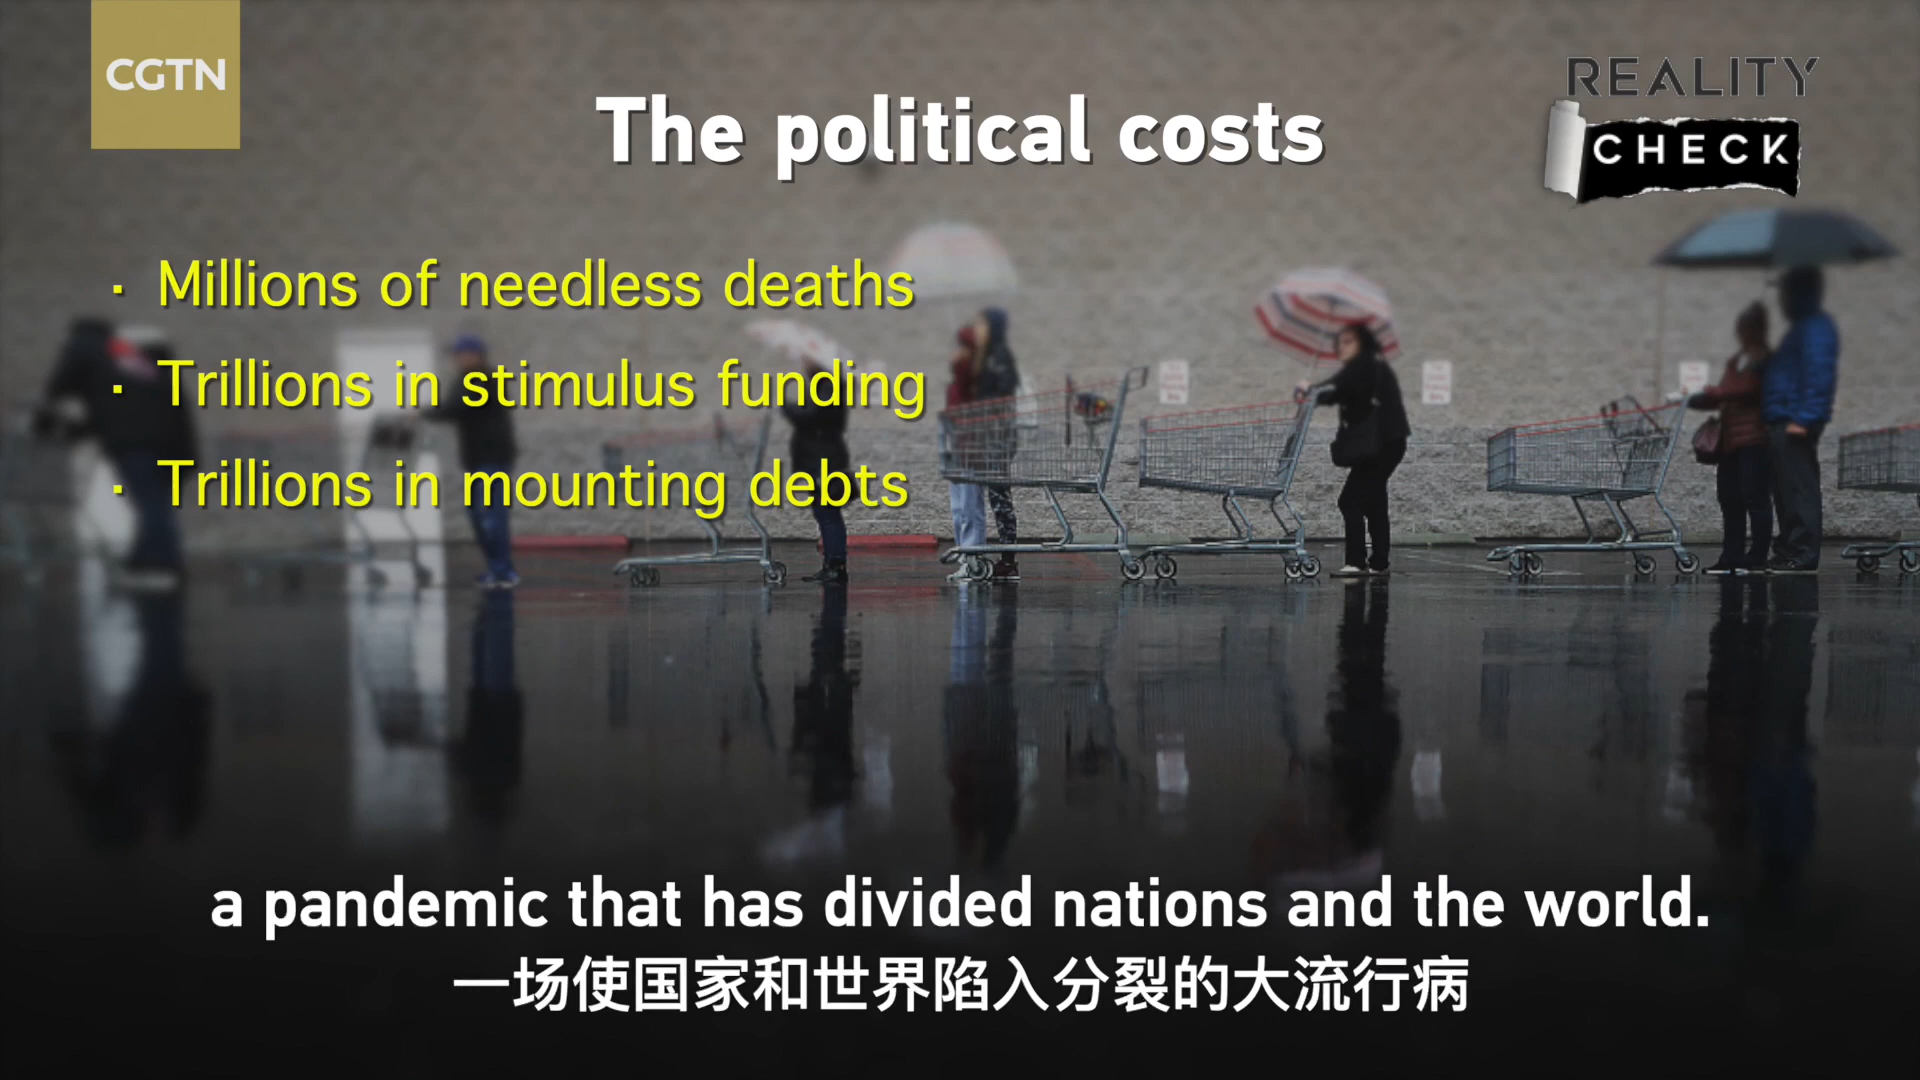 CGTN
REALITY
CHECK
The political costs
· Millions of needless deaths
· Trillions in stimulus funding
· Trillions in mounting debts
a pandemic that has divided nations and the world.
一场使国家和世界陷入分裂的大流行病